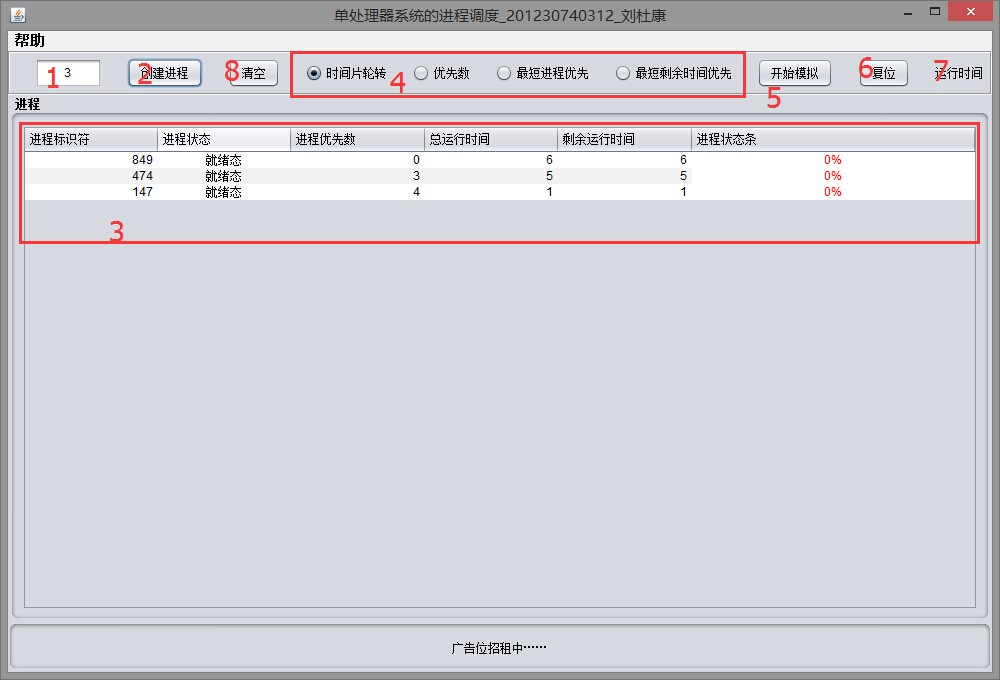 单处理器系统的进程调度_201230740312_刘杜康
帮助
1 3 2 创建进程 8 清空 时间片轮转 4 优先数 最短进程优先 最短剩余时间优先 开始模拟 5 6 复位 7 运行时间
进程
进程标识符 进程状态 进程优先数 总运行时间 剩余运行时间 进程状态条
849 就绪态 0 6 6 0%
474 就绪态 3 5 5 0%
147 就绪态 4 1 1 0%
3
广告位招租中······